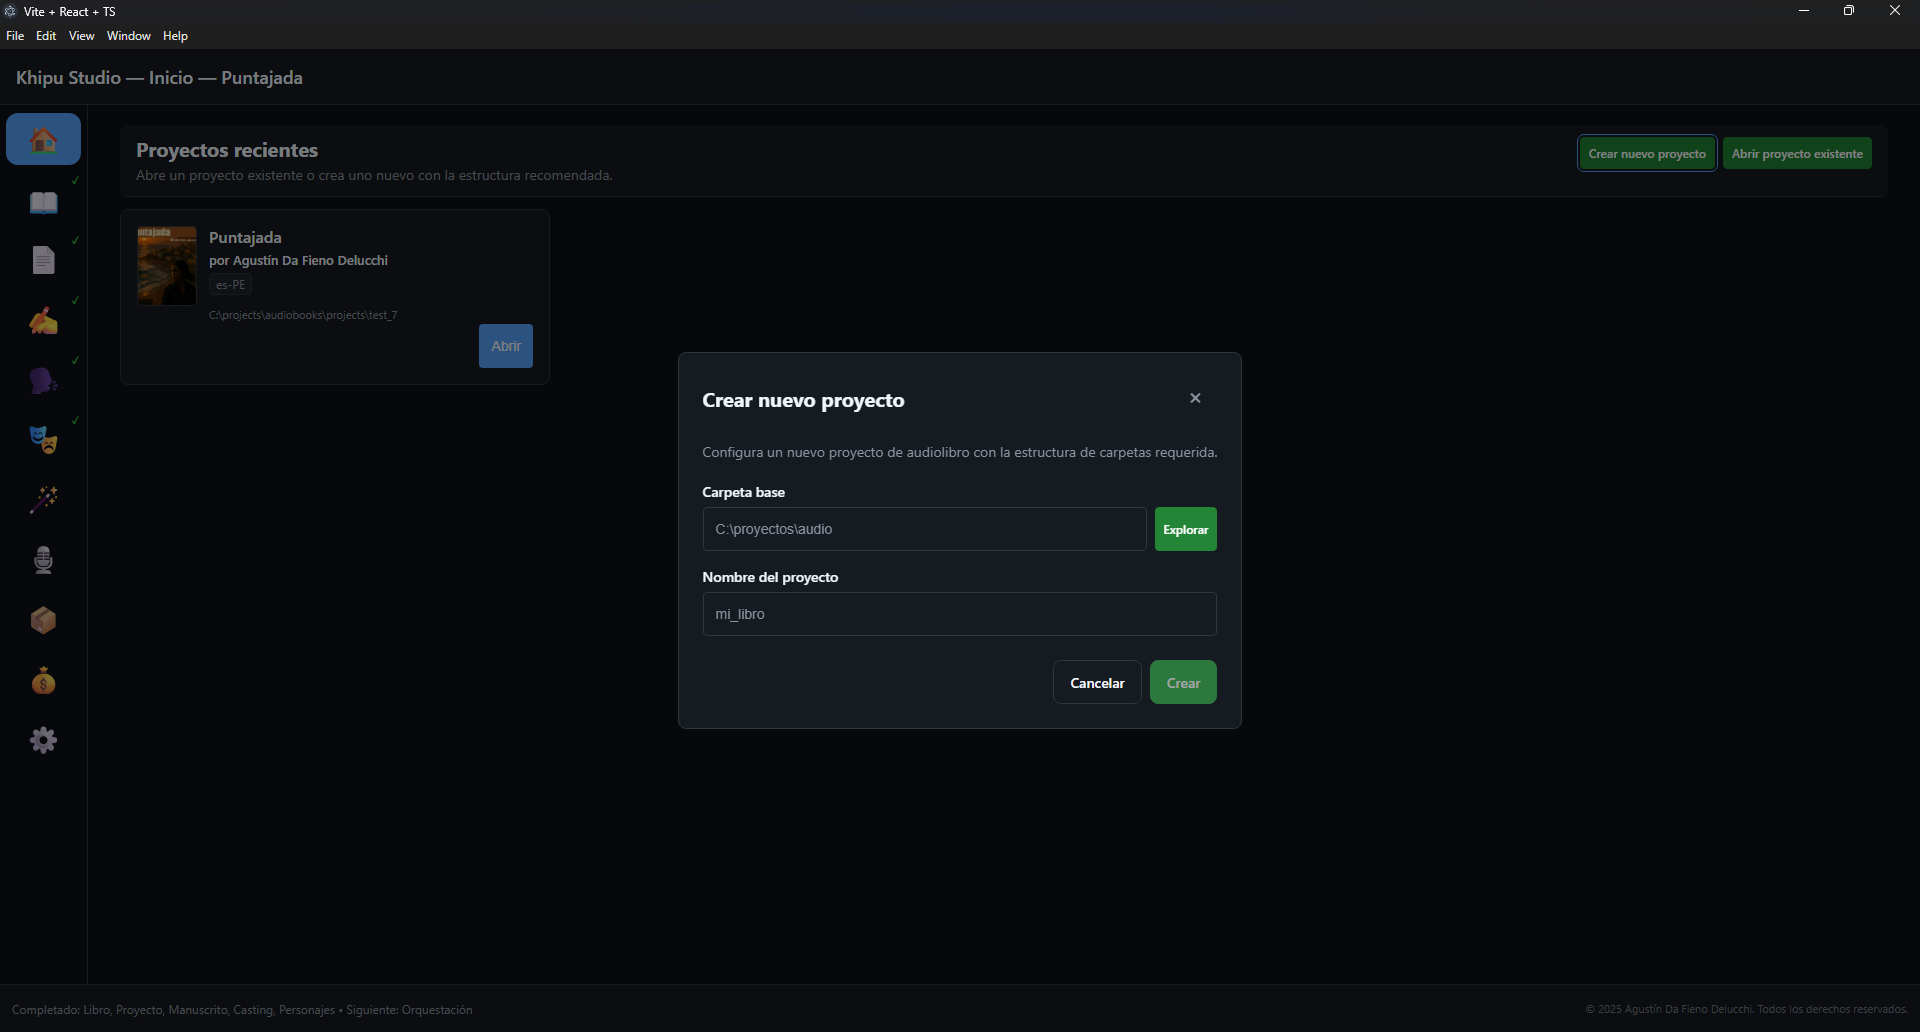 Vite + React + TS
File Edit View Window Help
Khipu Studio — Inicio — Puntajada
Proyectos recientes
Abre un proyecto existente o crea uno nuevo con la estructura recomendada.
Crear nuevo proyecto
Abrir proyecto existente
ntajada
Puntajada
por Agustín Da Fieno Delucchi
es-PE
C:\projects\audiobooks\projects\test_7
Abrir
Crear nuevo proyecto
Configura un nuevo proyecto de audiolibro con la estructura de carpetas requerida.
Carpeta base
C:\proyectos\audio
Explorar
Nombre del proyecto
mi_libro
Cancelar
Crear
Completado: Libro, Proyecto, Manuscrito, Casting, Personajes • Siguiente: Orquestación
© 2025 Agustín Da Fieno Delucchi. Todos los derechos reservados.